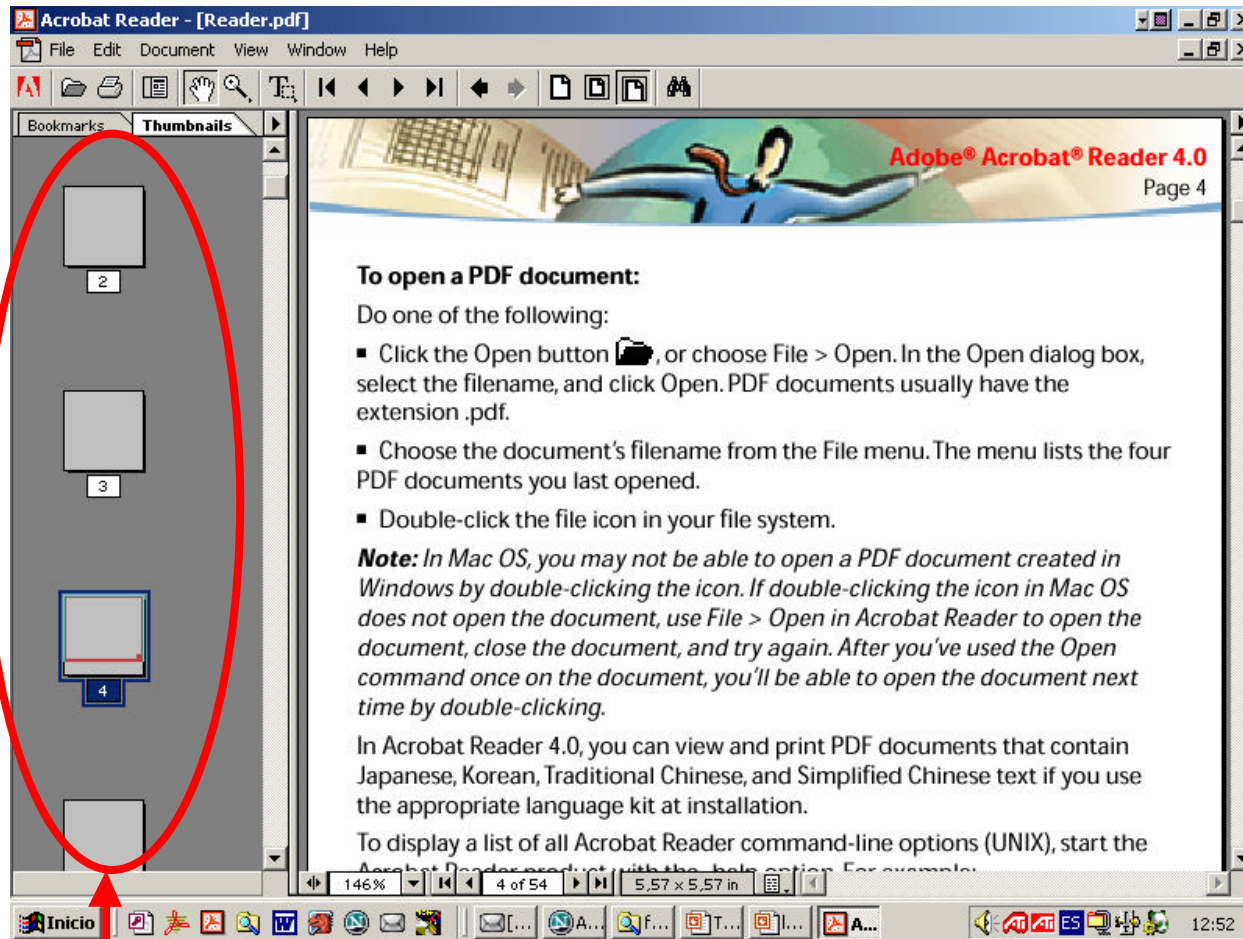 Acrobat Reader - [Reader.pdf]
File Edit Document View Window Help
Bookmarks Thumbnails
2
3
4
Adobe® Acrobat® Reader 4.0
Page 4
To open a PDF document:
Do one of the following:
▪ Click the Open button , or choose File > Open. In the Open dialog box,
select the filename, and click Open. PDF documents usually have the
extension .pdf.
▪ Choose the document's filename from the File menu. The menu lists the four
PDF documents you last opened.
▪ Double-click the file icon in your file system.
Note: In Mac OS, you may not be able to open a PDF document created in
Windows by double-clicking the icon. If double-clicking the icon in Mac OS
does not open the document, use File > Open in Acrobat Reader to open the
document, close the document, and try again. After you've used the Open
command once on the document, you'll be able to open the document next
time by double-clicking.
In Acrobat Reader 4.0, you can view and print PDF documents that contain
Japanese, Korean, Traditional Chinese, and Simplified Chinese text if you use
the appropriate language kit at installation.
To display a list of all Acrobat Reader command-line options (UNIX), start the
Acrobat Reader product with the -help option. For example:
146% 4 of 54 5,57 x 5,57 in
Inicio [... A... f... T... I... A... ES 12:52